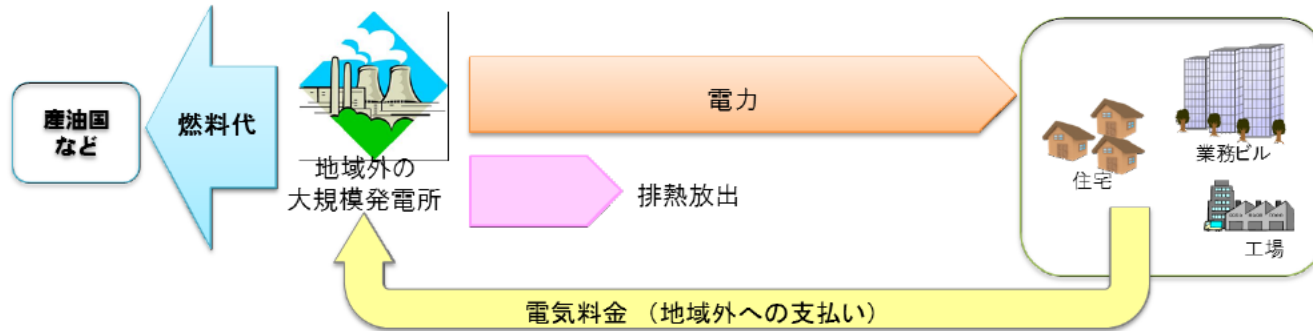 産油国
など
燃料代
地域外の
大規模発電所
電力
排熱放出
住宅
業務ビル
工場
電気料金 （地域外への支払い）